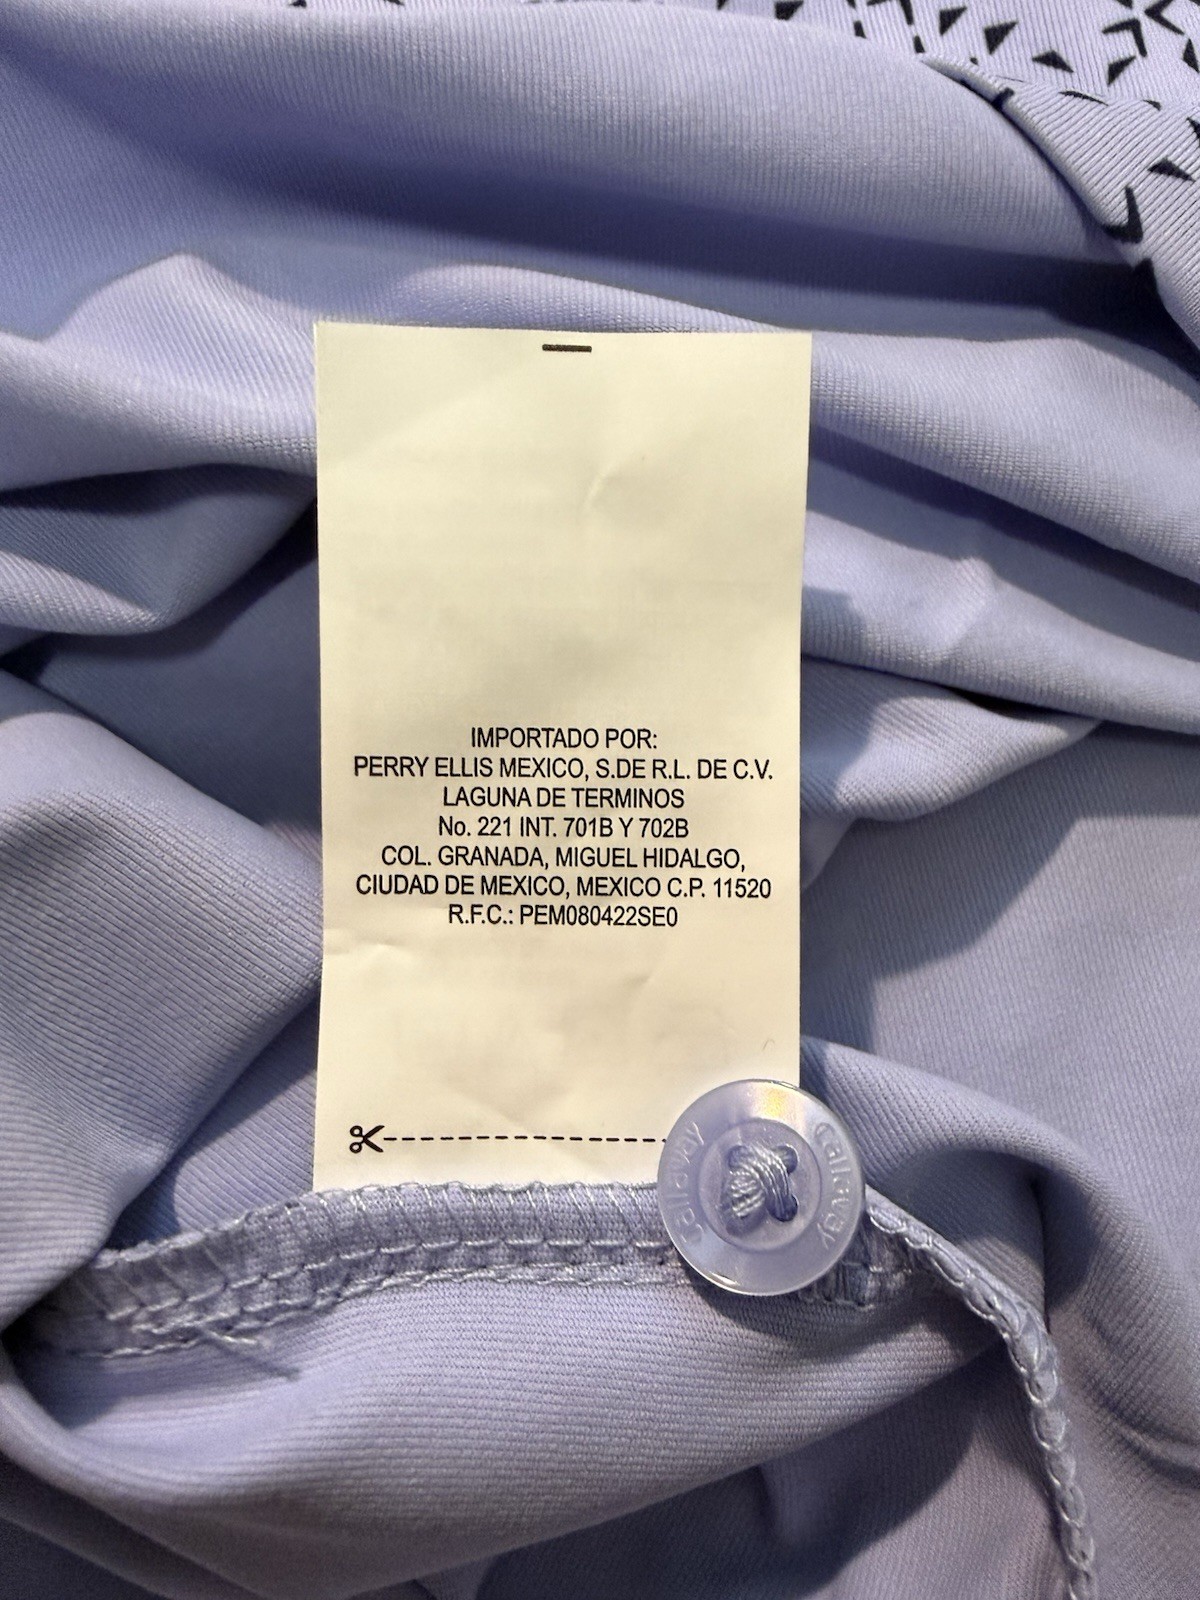 IMPORTADO POR:
PERRY ELLIS MEXICO, S.DE R.L. DE C.V.
LAGUNA DE TERMINOS
No. 221 INT. 701B Y 702B
COL. GRANADA, MIGUEL HIDALGO,
CIUDAD DE MEXICO, MEXICO C.P. 11520
R.F.C.: PEM080422SE0
Callaway
Callaway